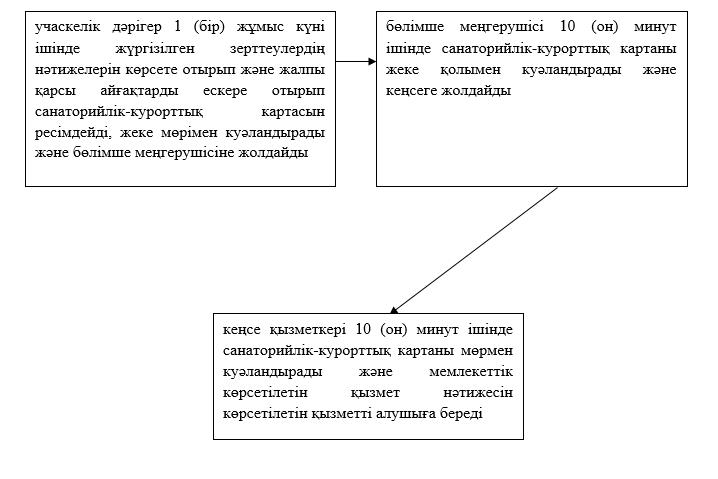 учаскелік дәрігер 1 (бір) жұмыс күні
ішінде жүргізілген зерттеулердің
нәтижелерін көрсете отырып және жалпы
қарсы айғақтарды ескере отырып
санаторийлік-курорттық картасын
ресімдейді, жеке мөрімен куәландырады
және бөлімше меңгерушісіне жолдайды
бөлімше меңгерушісі 10 (он) минут
ішінде санаторийлік-курорттық картаны
жеке қолымен куәландырады және
кеңсеге жолдайды
кеңсе қызметкері 10 (он) минут ішінде
санаторийлік-курорттық картаны мөрмен
куәландырады және мемлекеттік
көрсетілетін қызмет нәтижесін
көрсетілетін қызметті алушыға береді